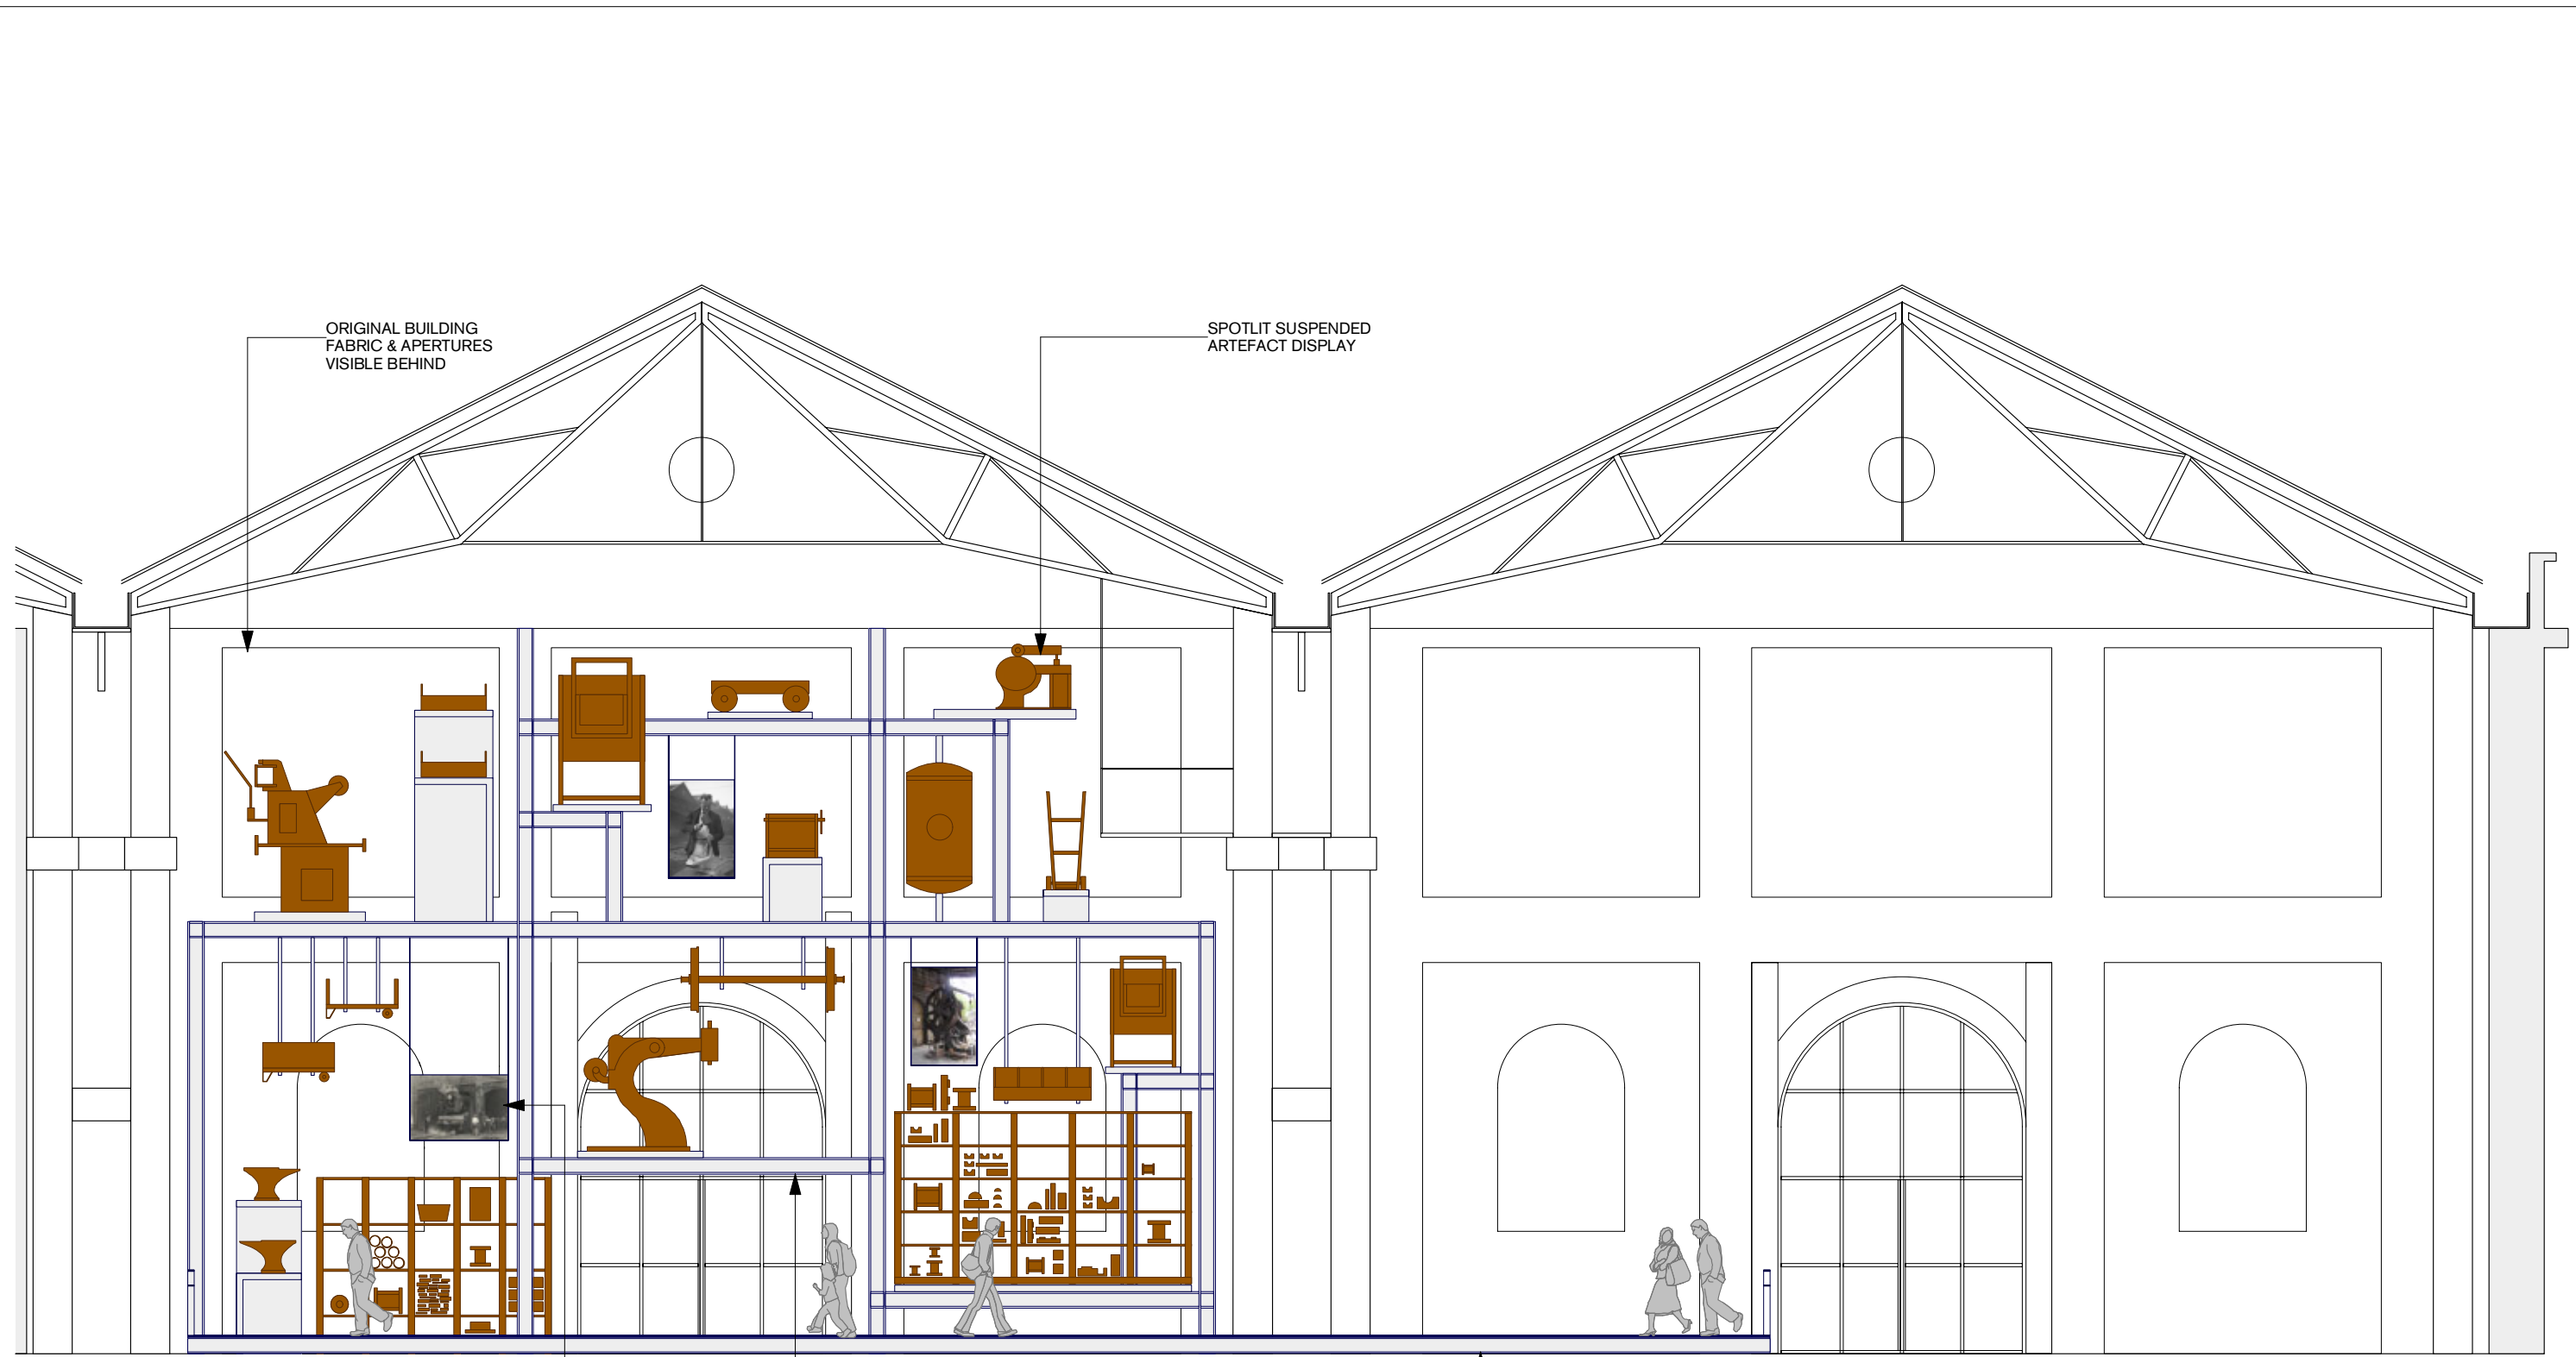 ORIGINAL BUILDING
FABRIC & APERTURES
VISIBLE BEHIND
SPOTLIT SUSPENDED
ARTEFACT DISPLAY